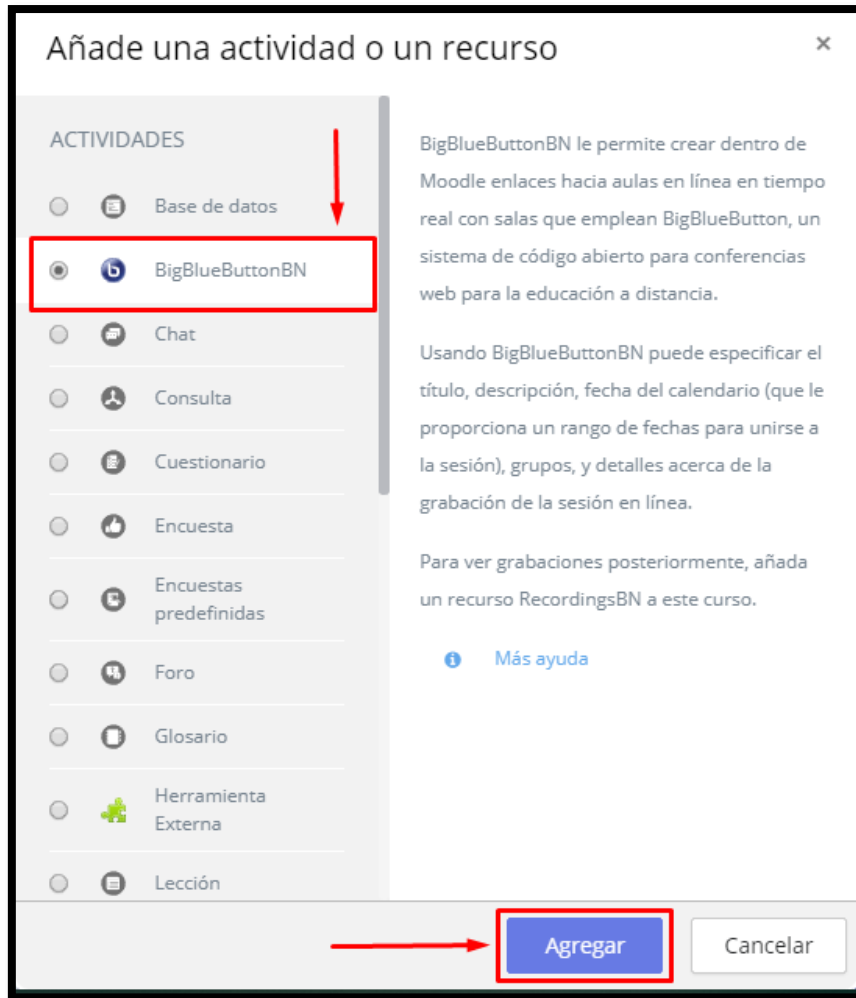 Añade una actividad o un recurso
×
ACTIVIDADES
Base de datos
BigBlueButtonBN
Chat
Consulta
Cuestionario
Encuesta
Encuestas
predefinidas
Foro
Glosario
Herramienta
Externa
Lección
BigBlueButtonBN le permite crear dentro de
Moodle enlaces hacia aulas en línea en tiempo
real con salas que emplean BigBlueButton, un
sistema de código abierto para conferencias
web para la educación a distancia.
Usando BigBlueButtonBN puede especificar el
título, descripción, fecha del calendario (que le
proporciona un rango de fechas para unirse a
la sesión), grupos, y detalles acerca de la
grabación de la sesión en línea.
Para ver grabaciones posteriormente, añada
un recurso RecordingsBN a este curso.
Más ayuda
Agregar
Cancelar